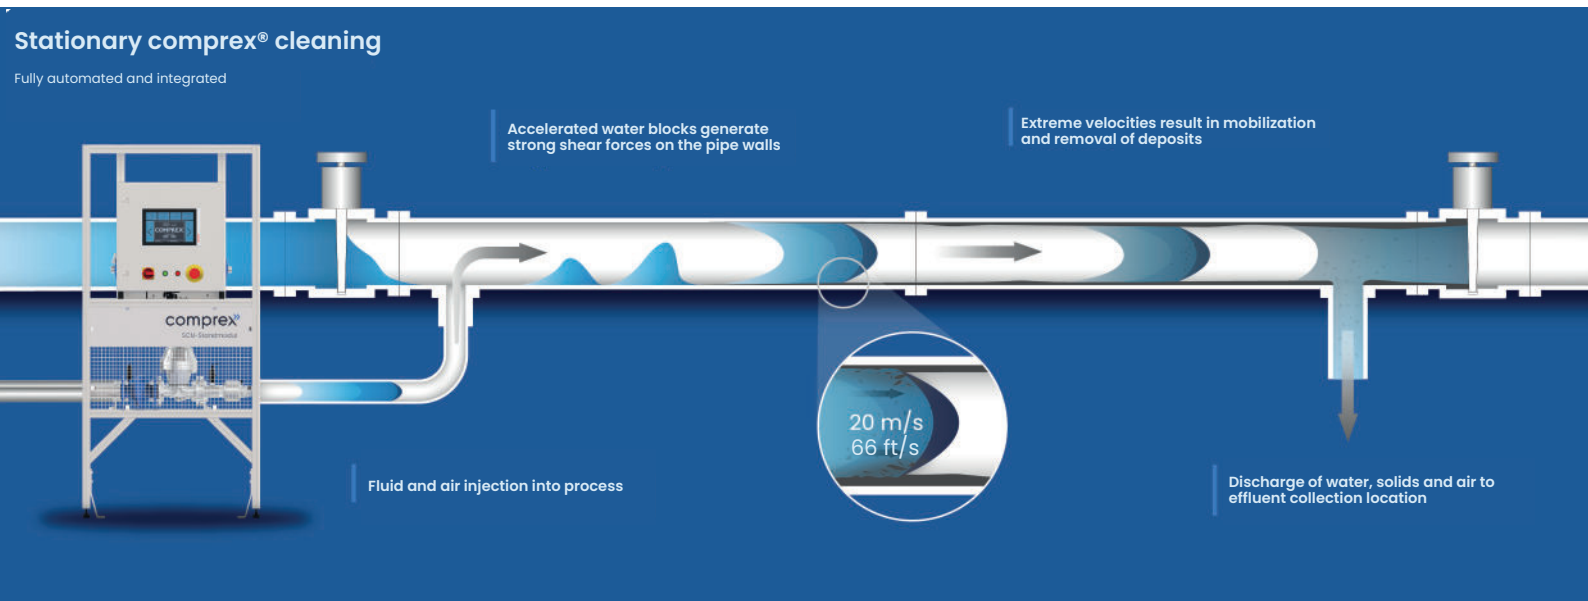 Stationary comprex® cleaning
Fully automated and integrated
Accelerated water blocks generate
strong shear forces on the pipe walls
Extreme velocities result in mobilization
and removal of deposits
COMPREX
comprex
20 m/s
66 ft/s
Fluid and air injection into process
Discharge of water, solids and air to
effluent collection location